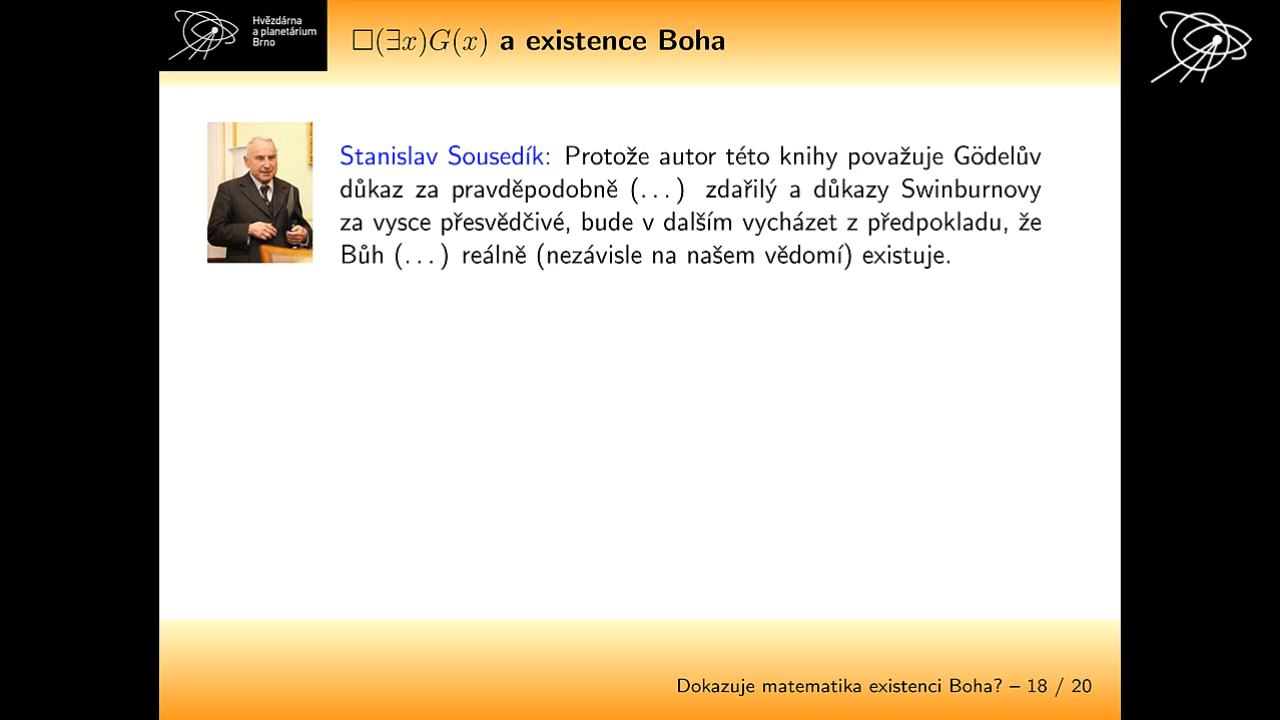 Hvězdárna
a planetárium
Brno
□(∃x)G(x) a existence Boha
Stanislav Sousedík: Protože autor této knihy považuje Gödelův
důkaz za pravděpodobně (...) zdařilý a důkazy Swinburnovy
za vysce přesvědčivé, bude v dalším vycházet z předpokladu, že
Bůh (...) reálně (nezávisle na našem vědomí) existuje.
Dokazuje matematika existenci Boha? – 18 / 20